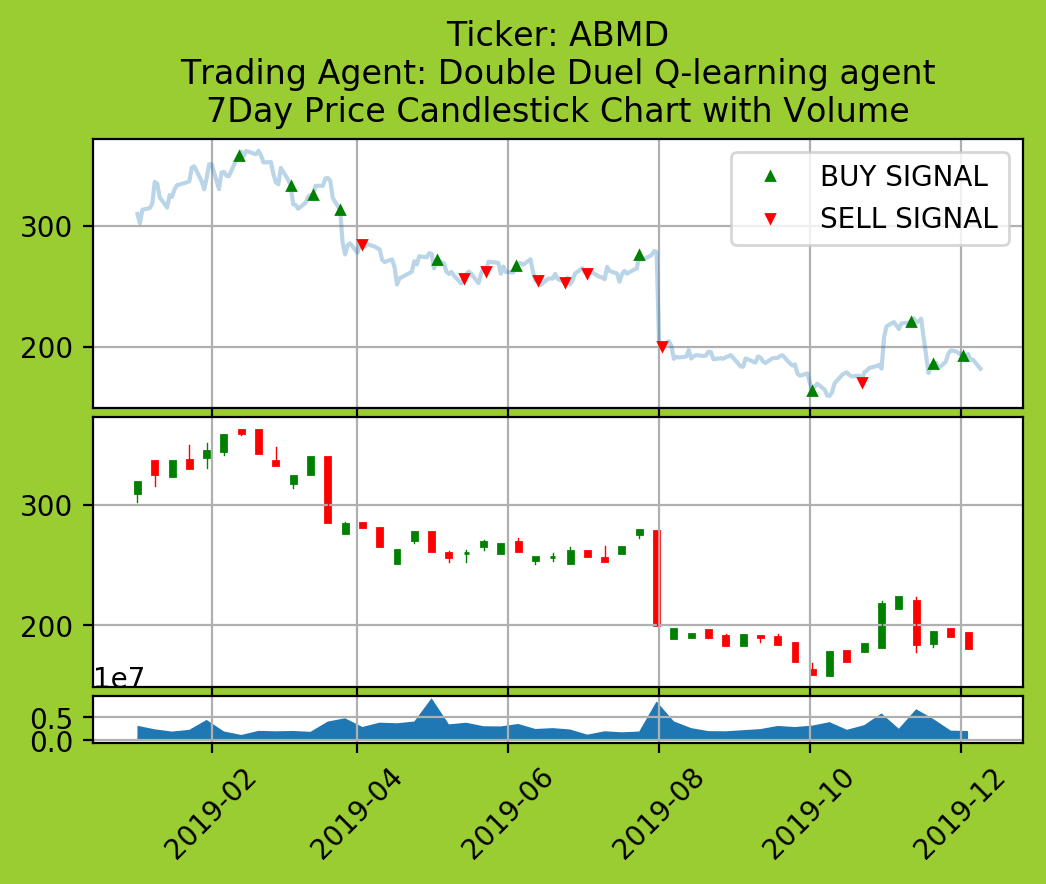 Ticker: ABMD
Trading Agent: Double Duel Q-learning agent
7Day Price Candlestick Chart with Volume
BUY SIGNAL
SELL SIGNAL
300
200
300
200
1e7
0.5
0.0
2019-02
2019-04
2019-06
2019-08
2019-10
2019-12